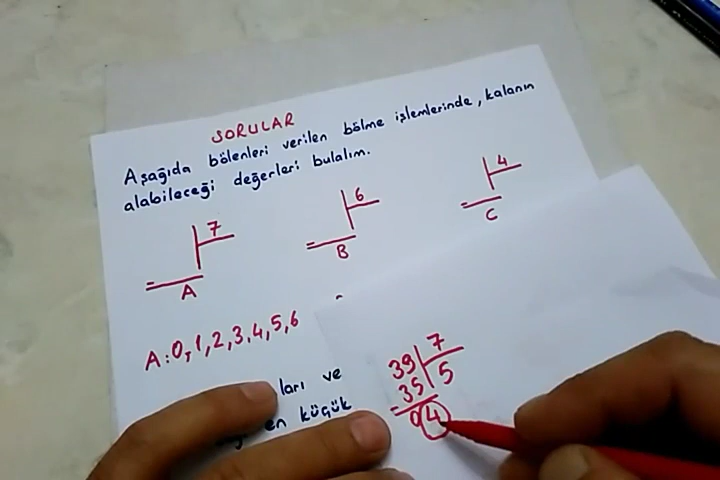 SORULAR
Aşağıda bölenleri verilen bölme işlemlerinde, kalanın
alabileceği değerleri bulalım.
7
A
6
B
4
C
A: 0, 1, 2, 3, 4, 5, 6
ları ve
en küçük
39 7
35 5
04